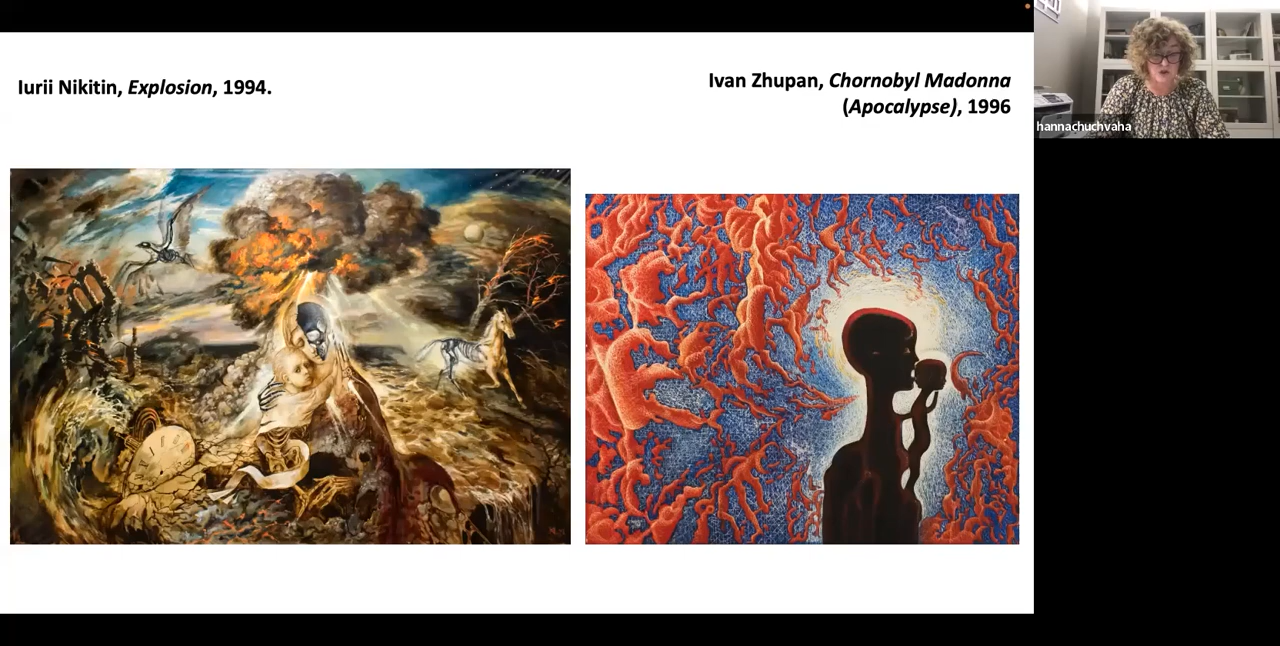 Iurii Nikitin, Explosion, 1994.
Ivan Zhupan, Chornobyl Madonna
(Apocalypse), 1996
hannachuchvaha